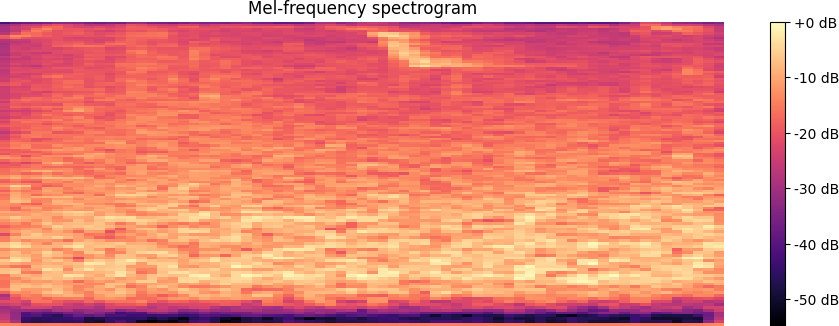 Mel-frequency spectrogram
+0 dB
-10 dB
-20 dB
-30 dB
-40 dB
-50 dB